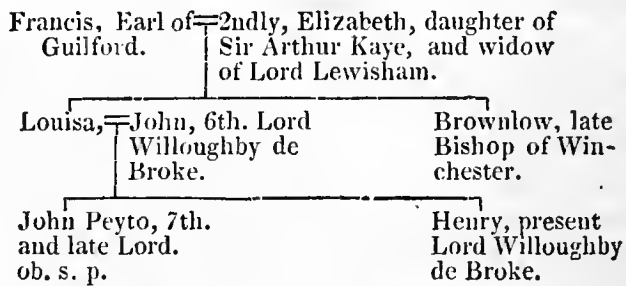 Francis, Earl of=2ndly, Elizabeth, daughter of
Guilford. Sir Arthur Kaye, and widow
of Lord Lewisham.
Louisa,=John, 6th. Lord Brownlow, late
Willoughby de Bishop of Win-
Broke. chester.
John Peyto, 7th. Henry, present
and late Lord. Lord Willoughby
ob. s. p. de Broke.